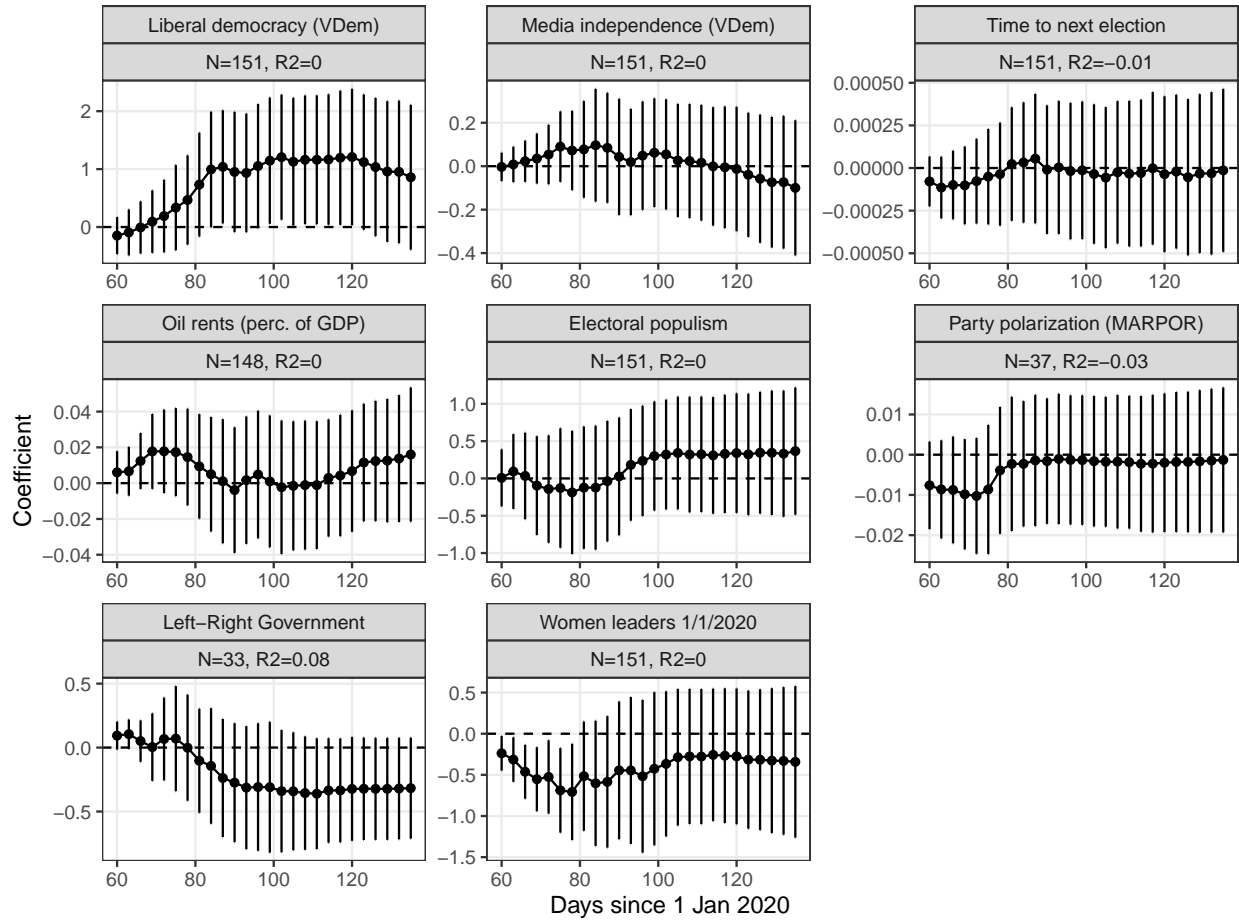 Liberal democracy (VDem)
N=151, R2=0
2
1
0
60 80 100 120
Media independence (VDem)
N=151, R2=0
0.2
0.0
−0.2
−0.4
60 80 100 120
Time to next election
N=151, R2=−0.01
0.00050
0.00025
0.00000
−0.00025
−0.00050
60 80 100 120
Oil rents (perc. of GDP)
N=148, R2=0
0.04
0.02
0.00
−0.02
−0.04
60 80 100 120
Electoral populism
N=151, R2=0
1.0
0.5
0.0
−0.5
−1.0
60 80 100 120
Party polarization (MARPOR)
N=37, R2=−0.03
0.01
0.00
−0.01
−0.02
60 80 100 120
Left−Right Government
N=33, R2=0.08
0.5
0.0
−0.5
60 80 100 120
Women leaders 1/1/2020
N=151, R2=0
0.5
0.0
−0.5
−1.0
−1.5
60 80 100 120
Coefficient
Days since 1 Jan 2020